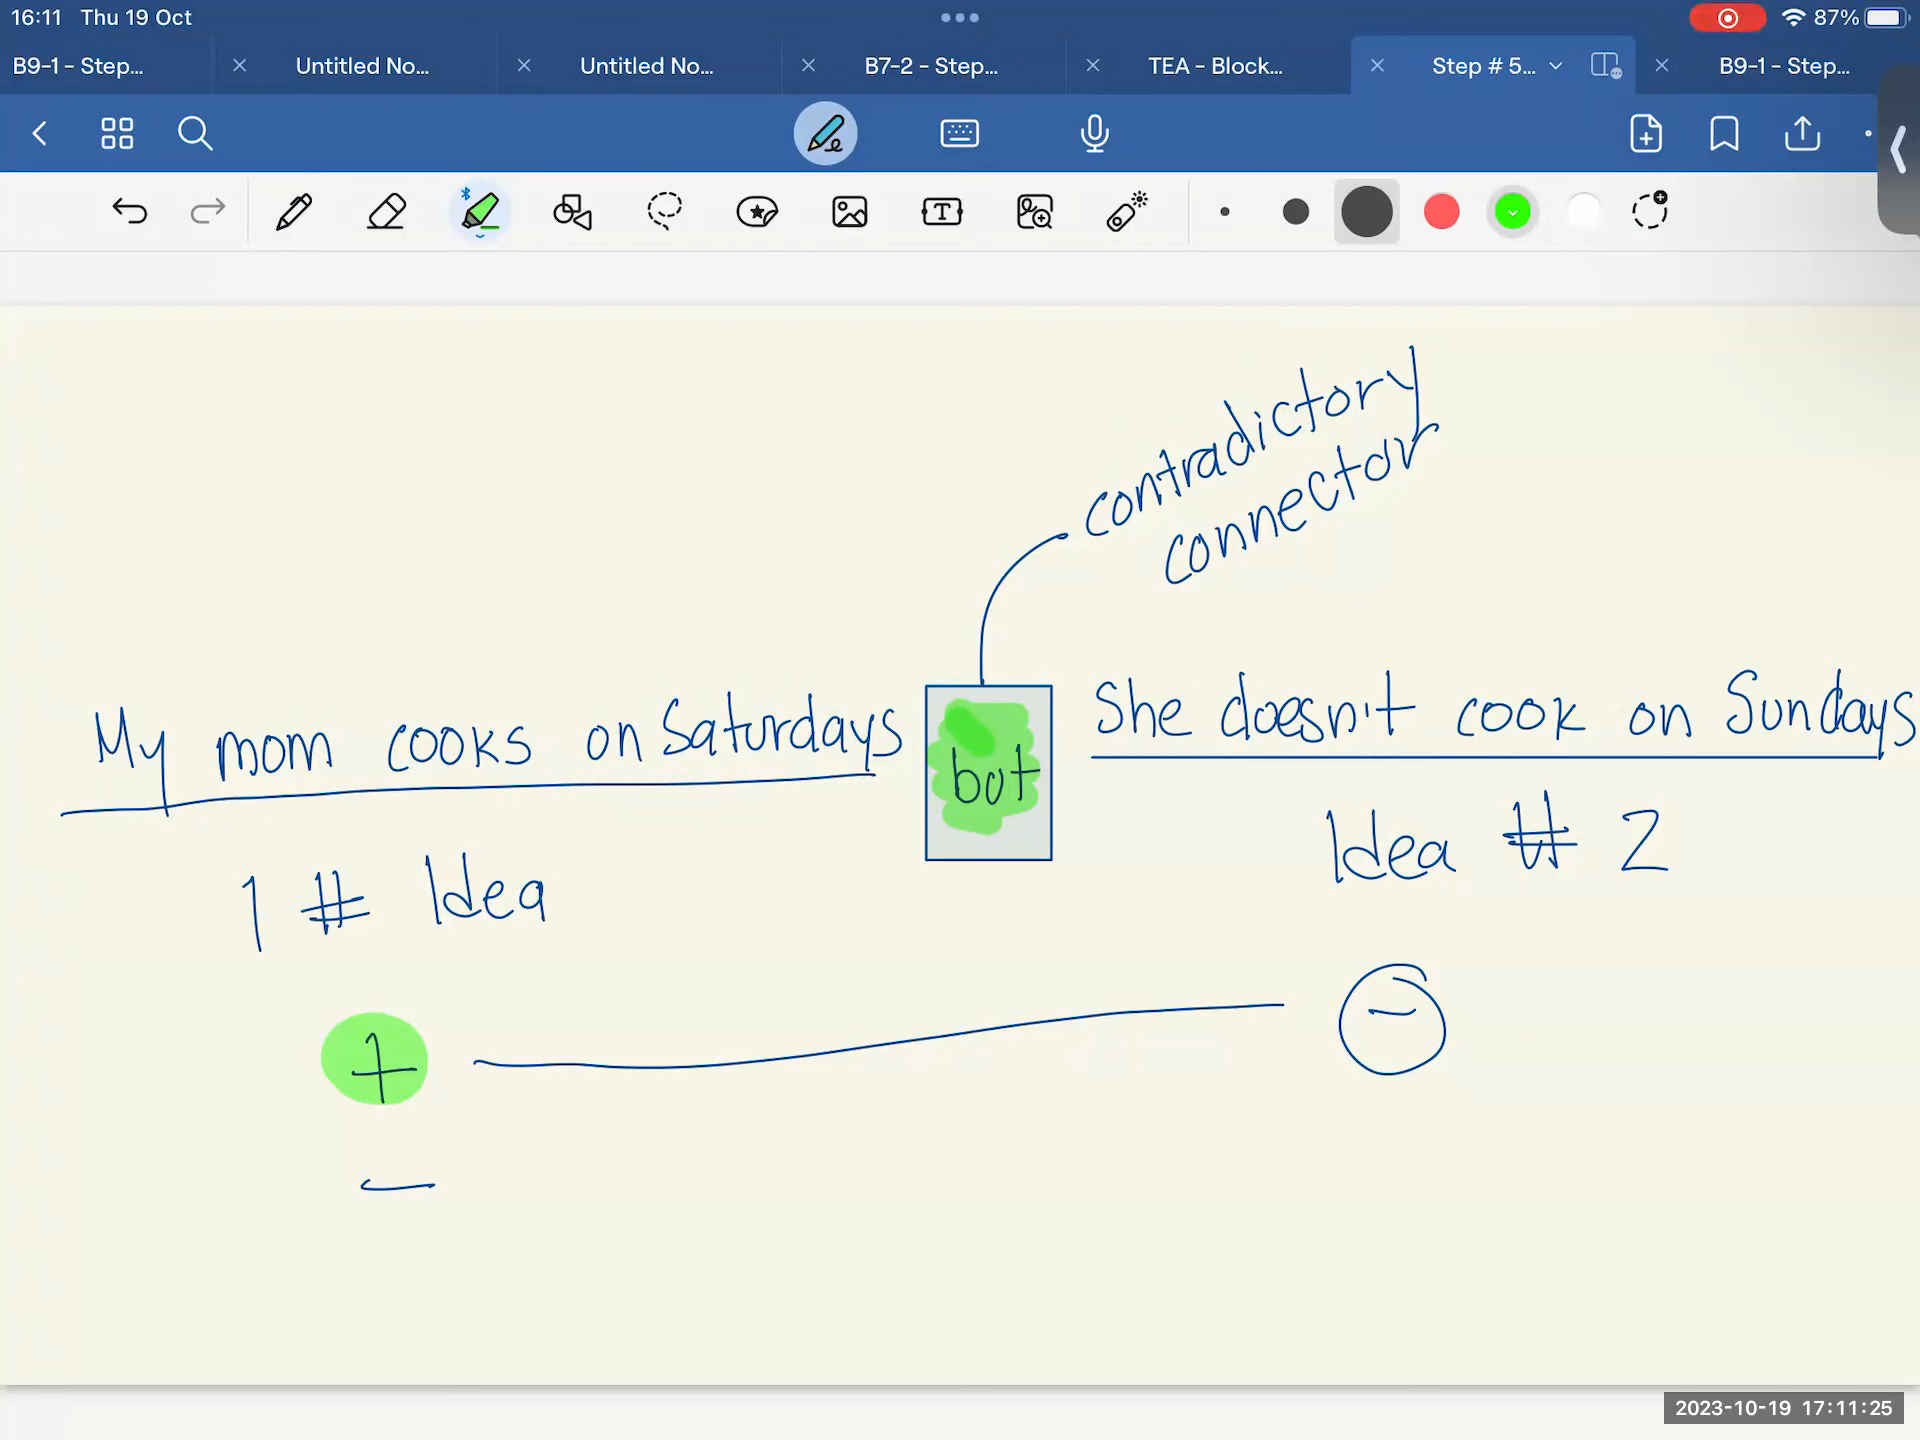 16:11 Thu 19 Oct
87%
B9-1 - Step...
Untitled No...
Untitled No...
B7-2 - Step...
TEA - Block...
Step # 5...
B9-1 - Step...
contradictory
connector
My mom cooks on Saturdays but She doesn't cook on Sundays
1 # Idea
Idea # 2
+ -
-
2023-10-19 17:11:25